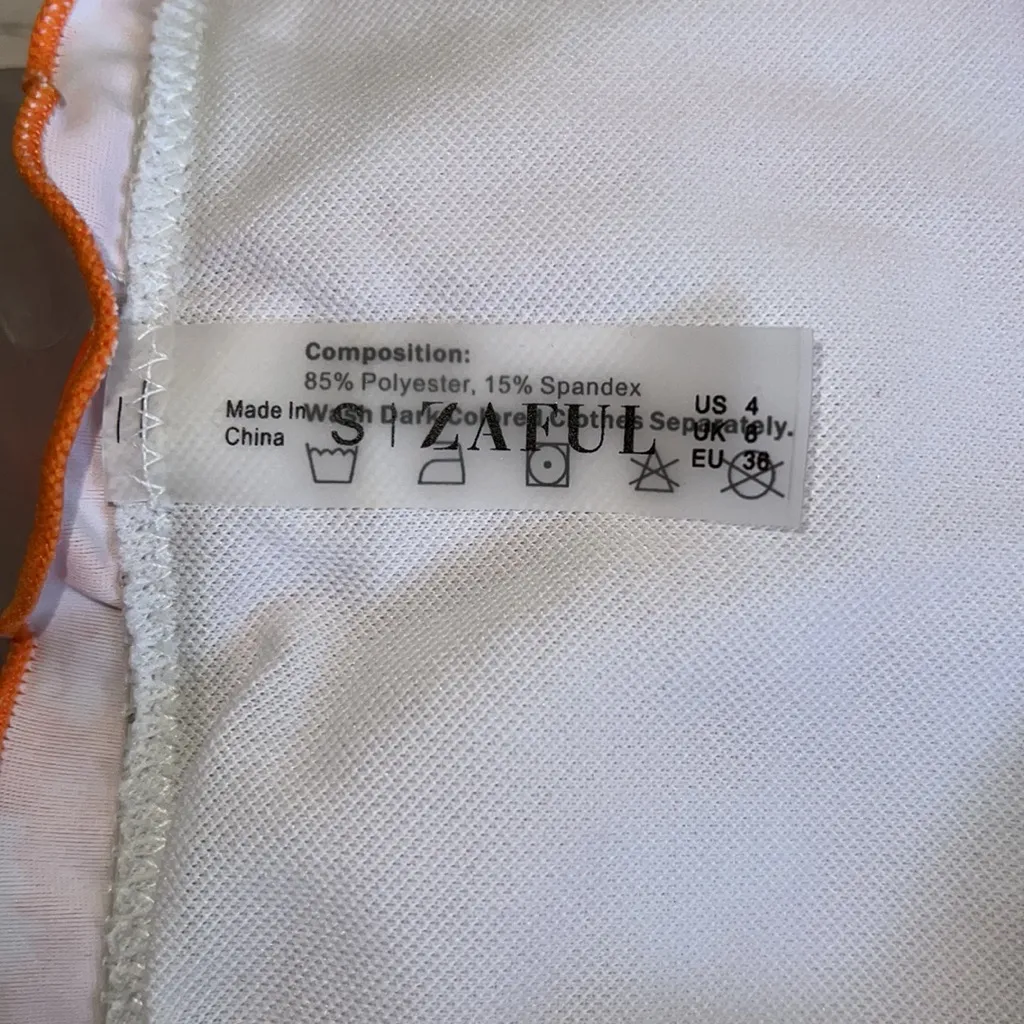 Composition:
85% Polyester, 15% Spandex
Wash Dark Colored Clothes Separately.
Made In
China
S | ZAFUL
US 4
UK 8
EU 36